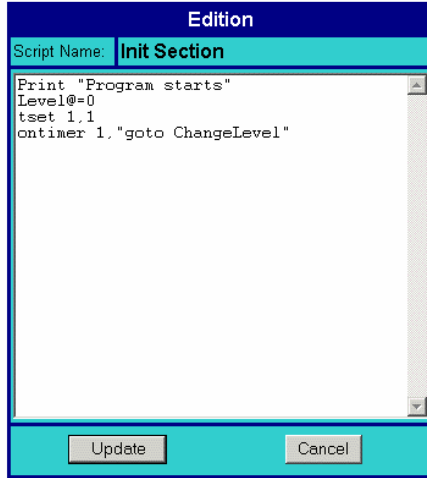 Edition
Script Name: Init Section
Print "Program starts"
Level@=0
tset 1,1
ontimer 1,"goto ChangeLevel"
Update Cancel